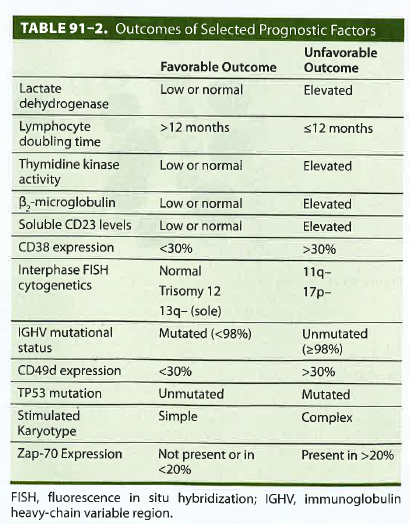 TABLE 91–2. Outcomes of Selected Prognostic Factors
Favorable Outcome Unfavorable Outcome
Lactate dehydrogenase Low or normal Elevated
Lymphocyte doubling time >12 months ≤12 months
Thymidine kinase activity Low or normal Elevated
β₂-microglobulin Low or normal Elevated
Soluble CD23 levels Low or normal Elevated
CD38 expression <30% >30%
Interphase FISH cytogenetics Normal 11q–
Trisomy 12 17p–
13q– (sole)
IGHV mutational status Mutated (<98%) Unmutated (≥98%)
CD49d expression <30% >30%
TP53 mutation Unmutated Mutated
Stimulated Karyotype Simple Complex
Zap-70 Expression Not present or in <20% Present in >20%
FISH, fluorescence in situ hybridization; IGHV, immunoglobulin
heavy-chain variable region.